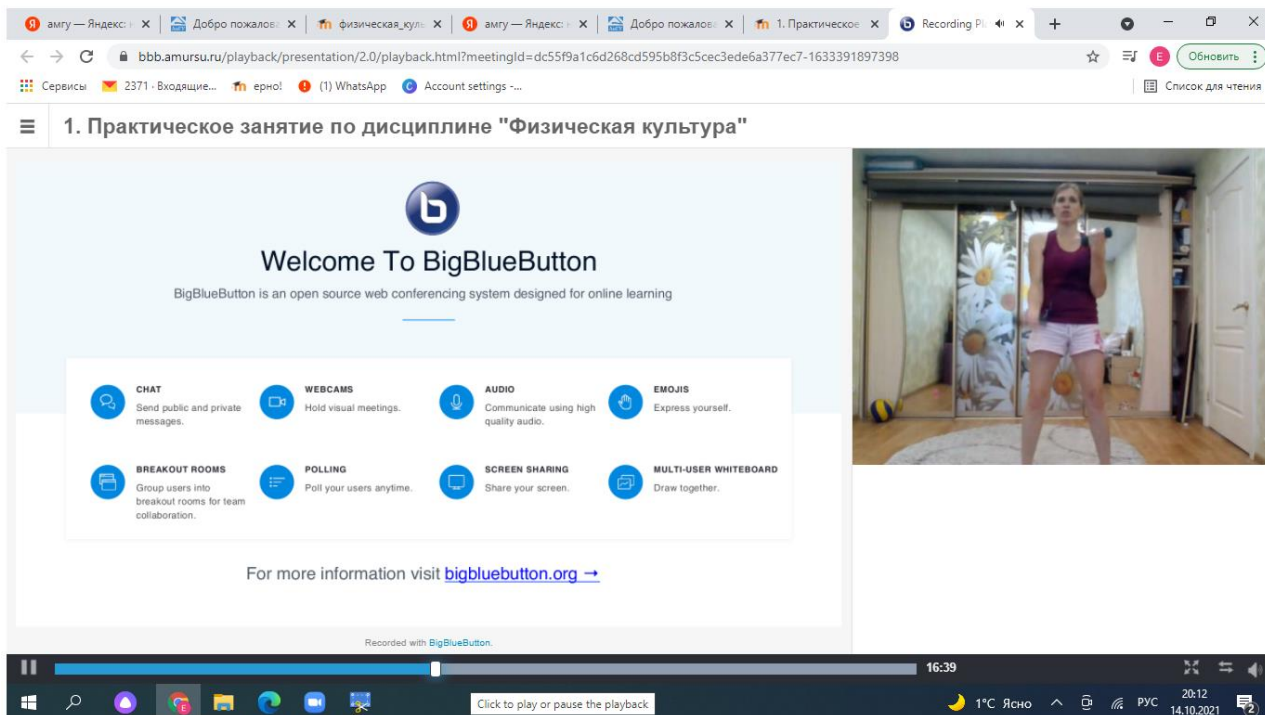 амгу — Яндекс:
Добро пожалов
физическая_куль
амгу — Яндекс:
Добро пожалов
1. Практическое
Recording Pl
bbb.amursu.ru/playback/presentation/2.0/playback.html?meetingId=dc55f9a1c6d268cd595b8f3c5cec3ede6a377ec7-1633391897398
E
Обновить
Сервисы
2371 · Входящие...
ерно!
(1) WhatsApp
Account settings -...
Список для чтения
1. Практическое занятие по дисциплине "Физическая культура"
Welcome To BigBlueButton
BigBlueButton is an open source web conferencing system designed for online learning
CHAT
Send public and private
messages.
WEBCAMS
Hold visual meetings.
AUDIO
Communicate using high
quality audio.
EMOJIS
Express yourself.
BREAKOUT ROOMS
Group users into
breakout rooms for team
collaboration.
POLLING
Poll your users anytime.
SCREEN SHARING
Share your screen.
MULTI-USER WHITEBOARD
Draw together.
For more information visit bigbluebutton.org →
Recorded with BigBlueButton.
16:39
Click to play or pause the playback
1°C Ясно
РУС
20:12
14.10.2021
2